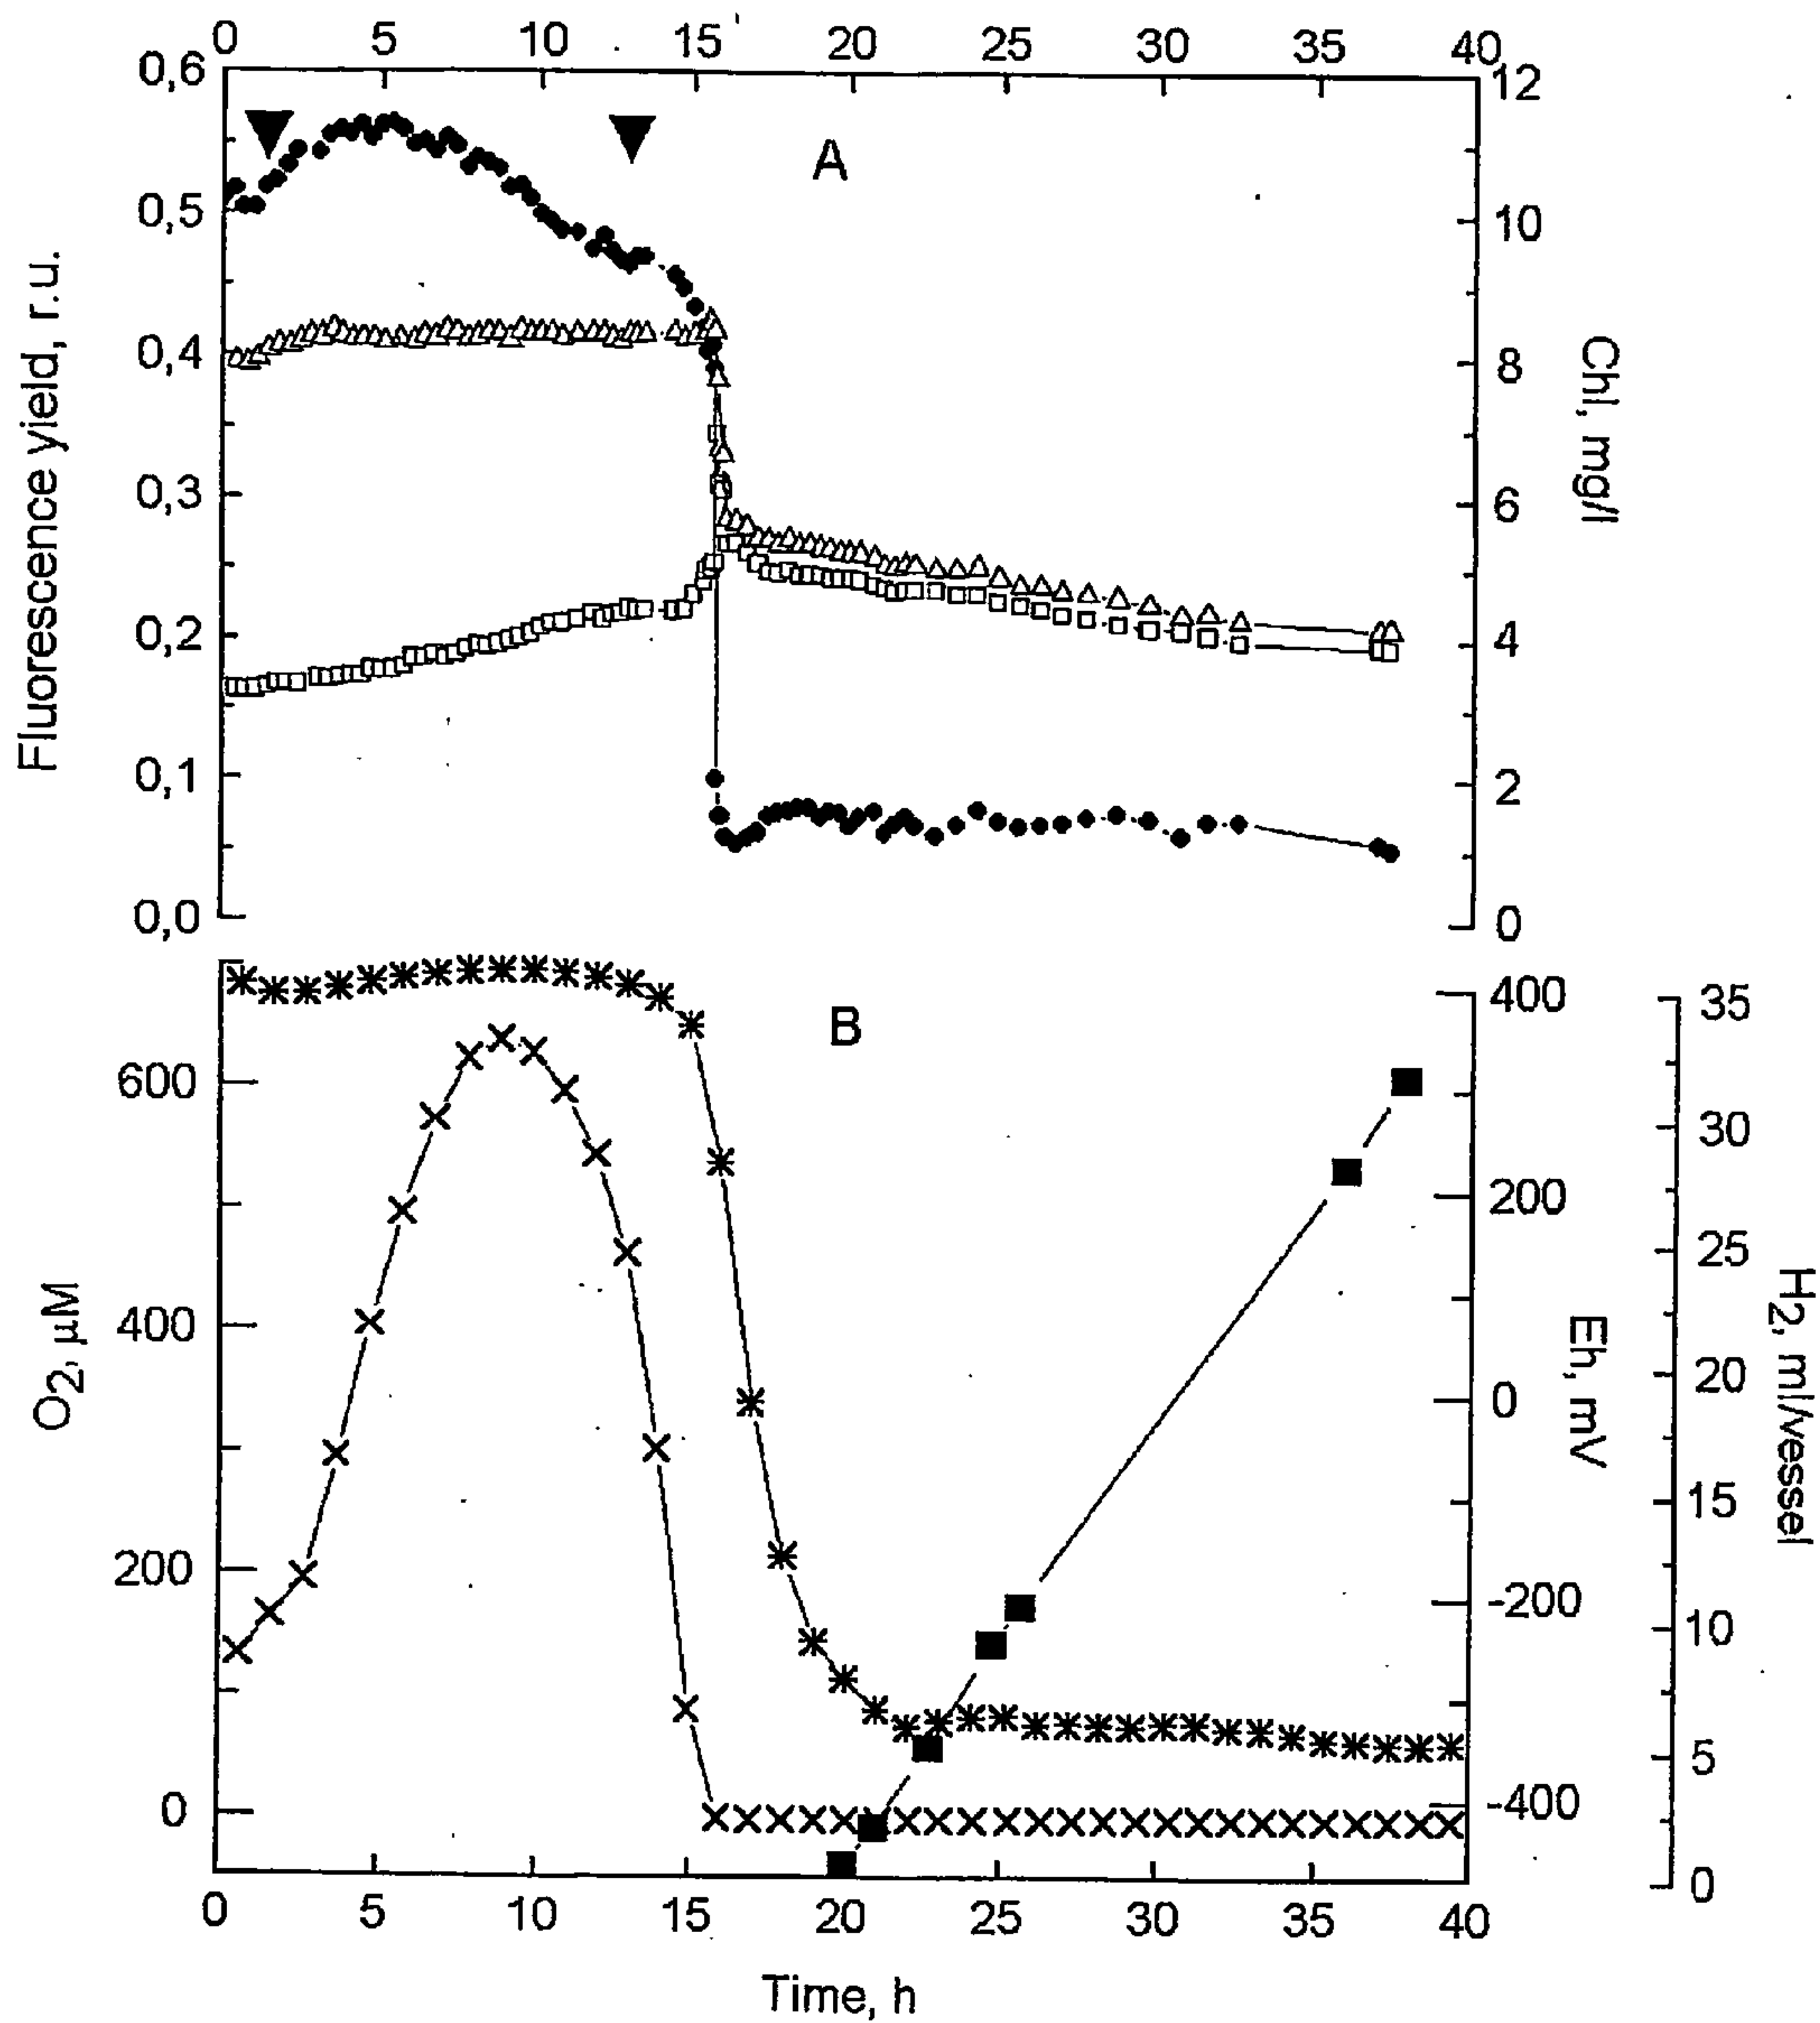 0 5 10 15 20 25 30 35 40
0,6 12
A
0,5 10
0,4 8
0,3 6
0,2 4
0,1 2
0,0 0
Fluorescence yield, r.u.
Chl, mg/l
B
400 35
600
30
200
25
400
0 20
15
200
-200
10
5
0 -400
0
O2, µM
Eh, mV
H2, ml/vessel
0 5 10 15 20 25 30 35 40
Time, h